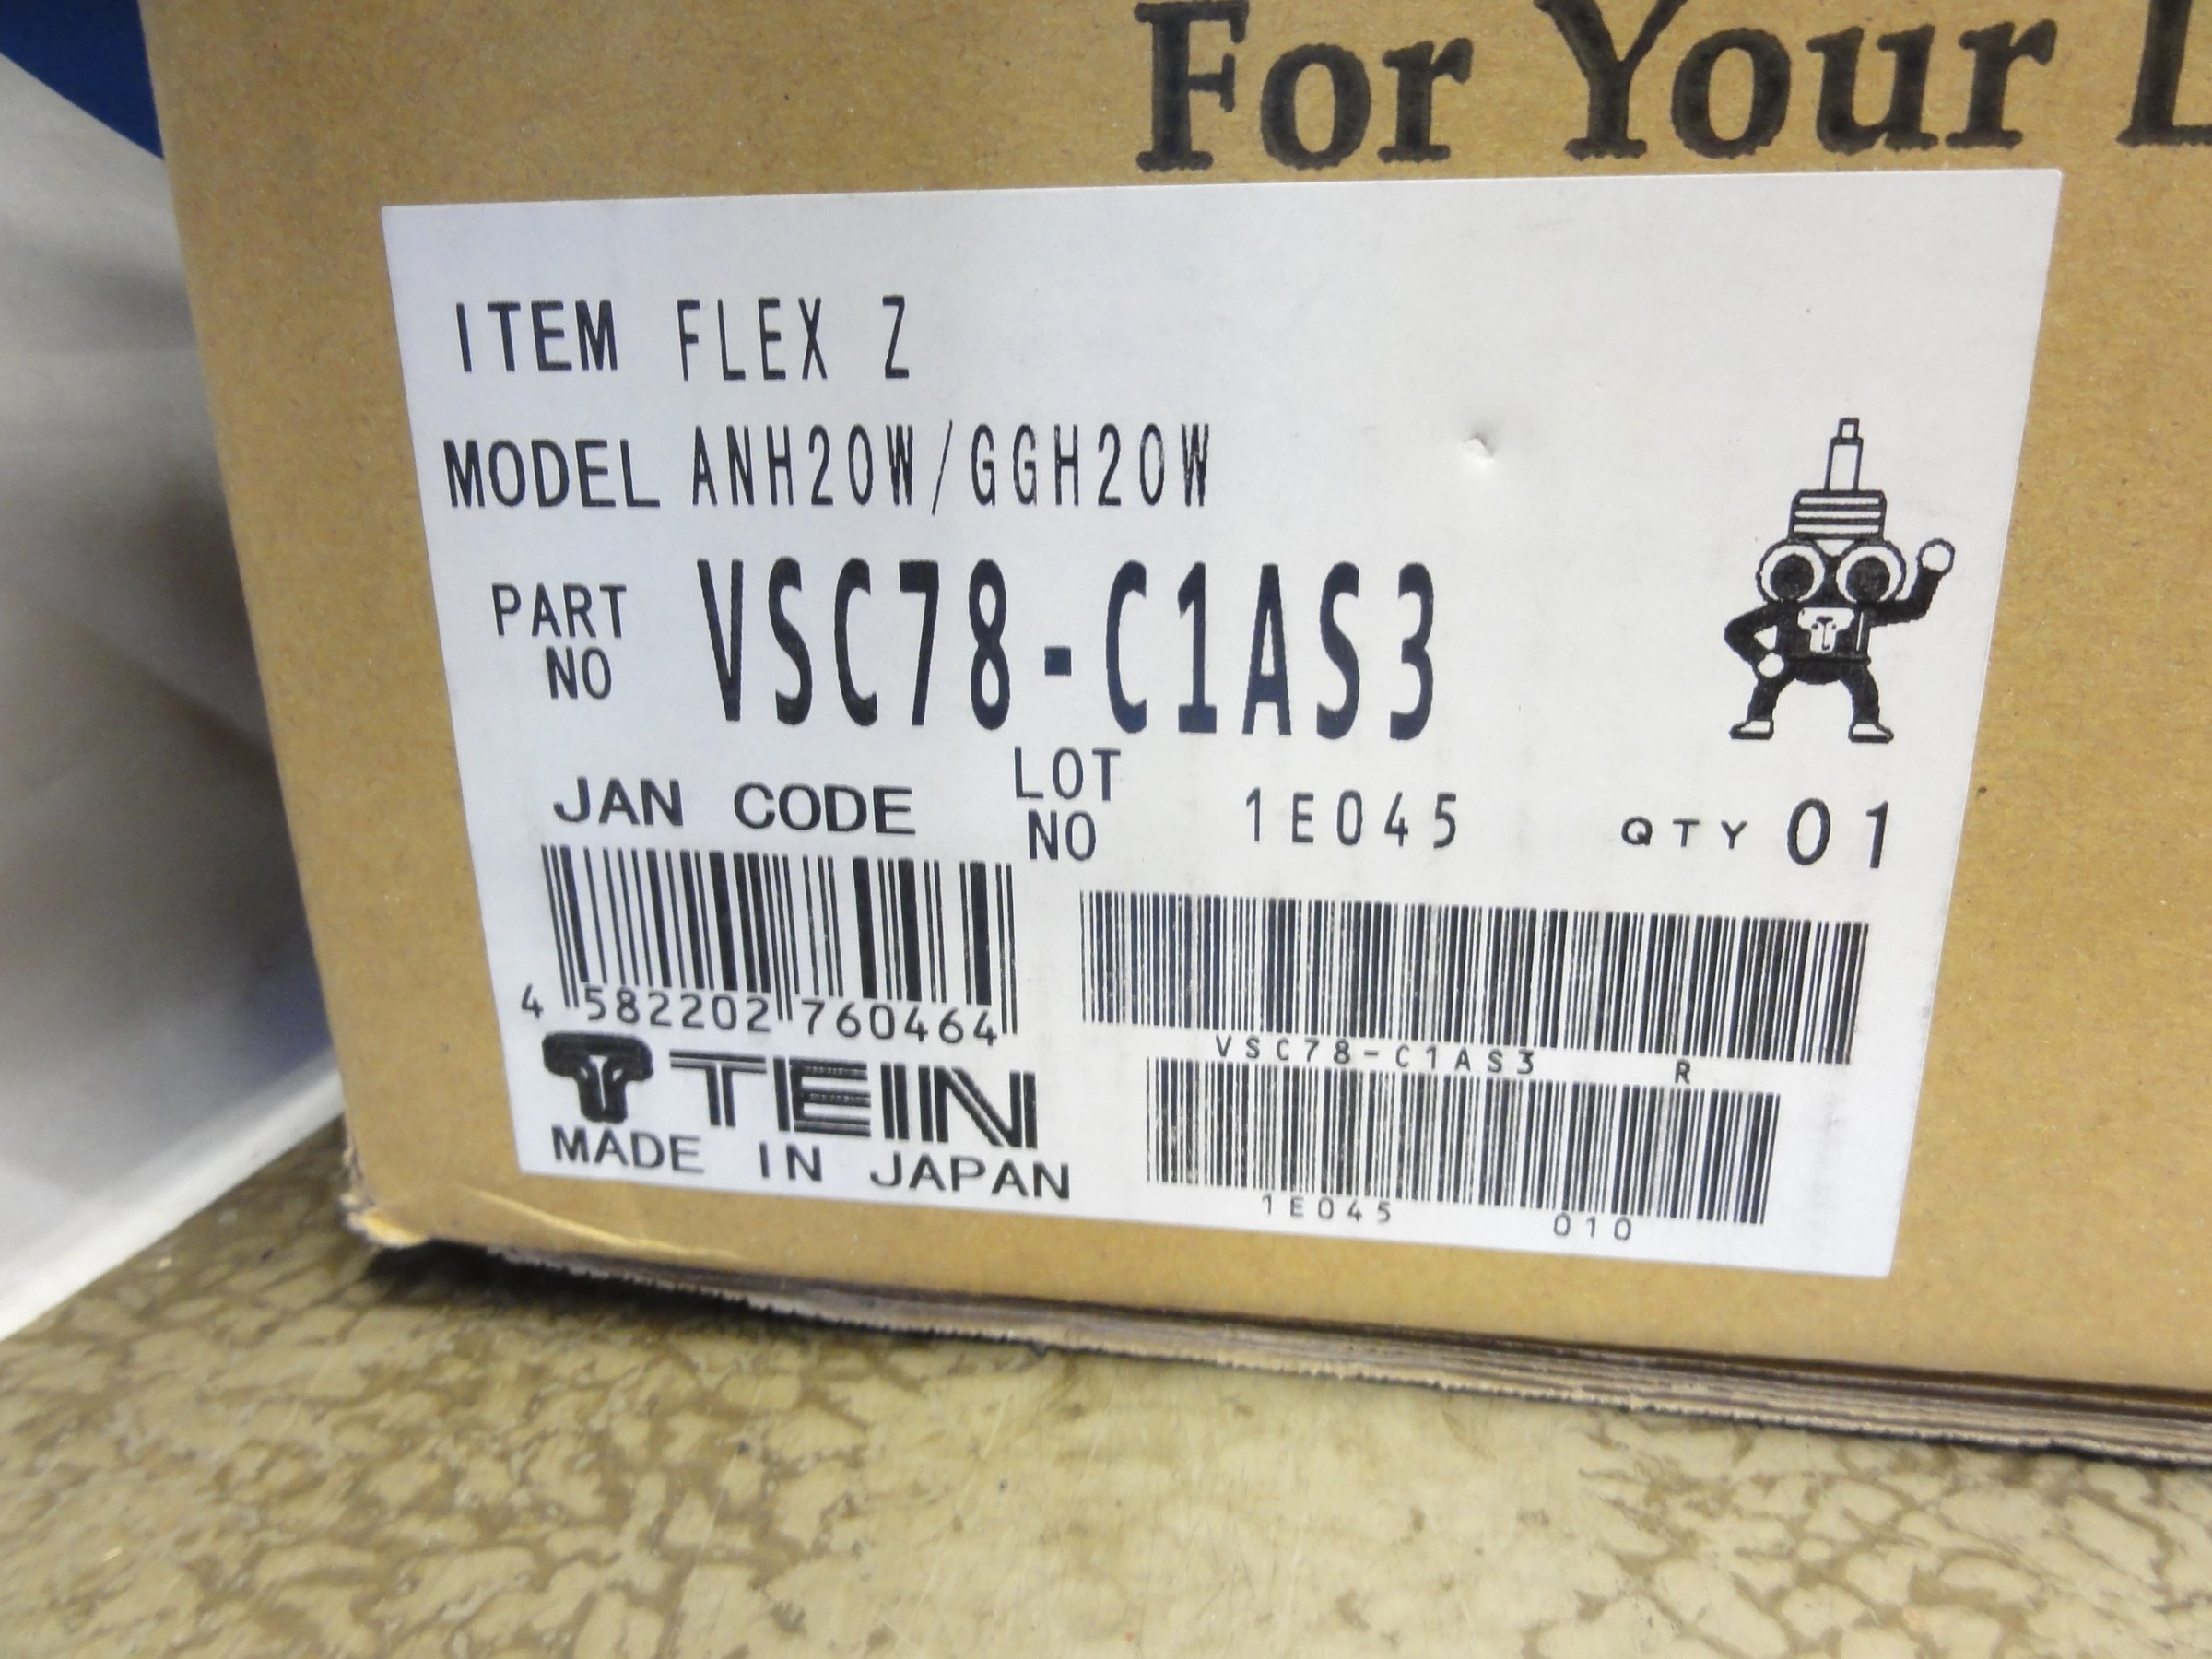 For Your
ITEM FLEX Z
MODEL ANH20W/GGH20W
PART NO VSC78-C1AS3
JAN CODE
LOT NO 1E045
QTY 01
4 582202 760464
VSC78-C1AS3 R
TEIN
MADE IN JAPAN
1E045 010